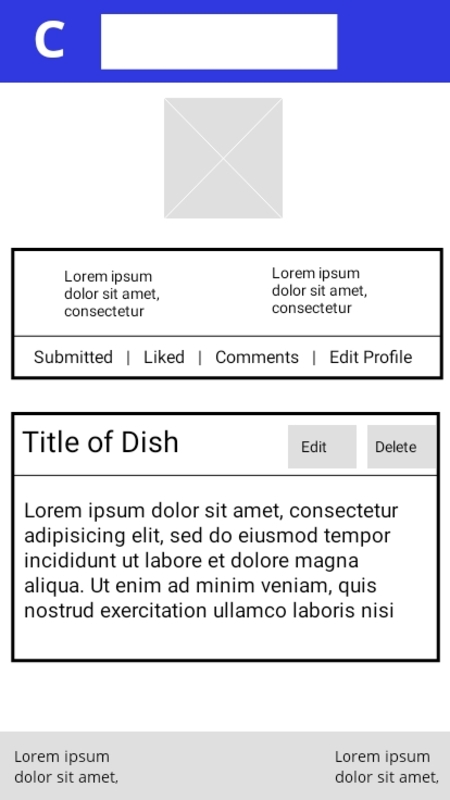 C
Lorem ipsum
dolor sit amet,
consectetur
Lorem ipsum
dolor sit amet,
consectetur
Submitted | Liked | Comments | Edit Profile
Title of Dish
Edit
Delete
Lorem ipsum dolor sit amet, consectetur
adipisicing elit, sed do eiusmod tempor
incididunt ut labore et dolore magna
aliqua. Ut enim ad minim veniam, quis
nostrud exercitation ullamco laboris nisi
Lorem ipsum
dolor sit amet,
Lorem ipsum
dolor sit amet,